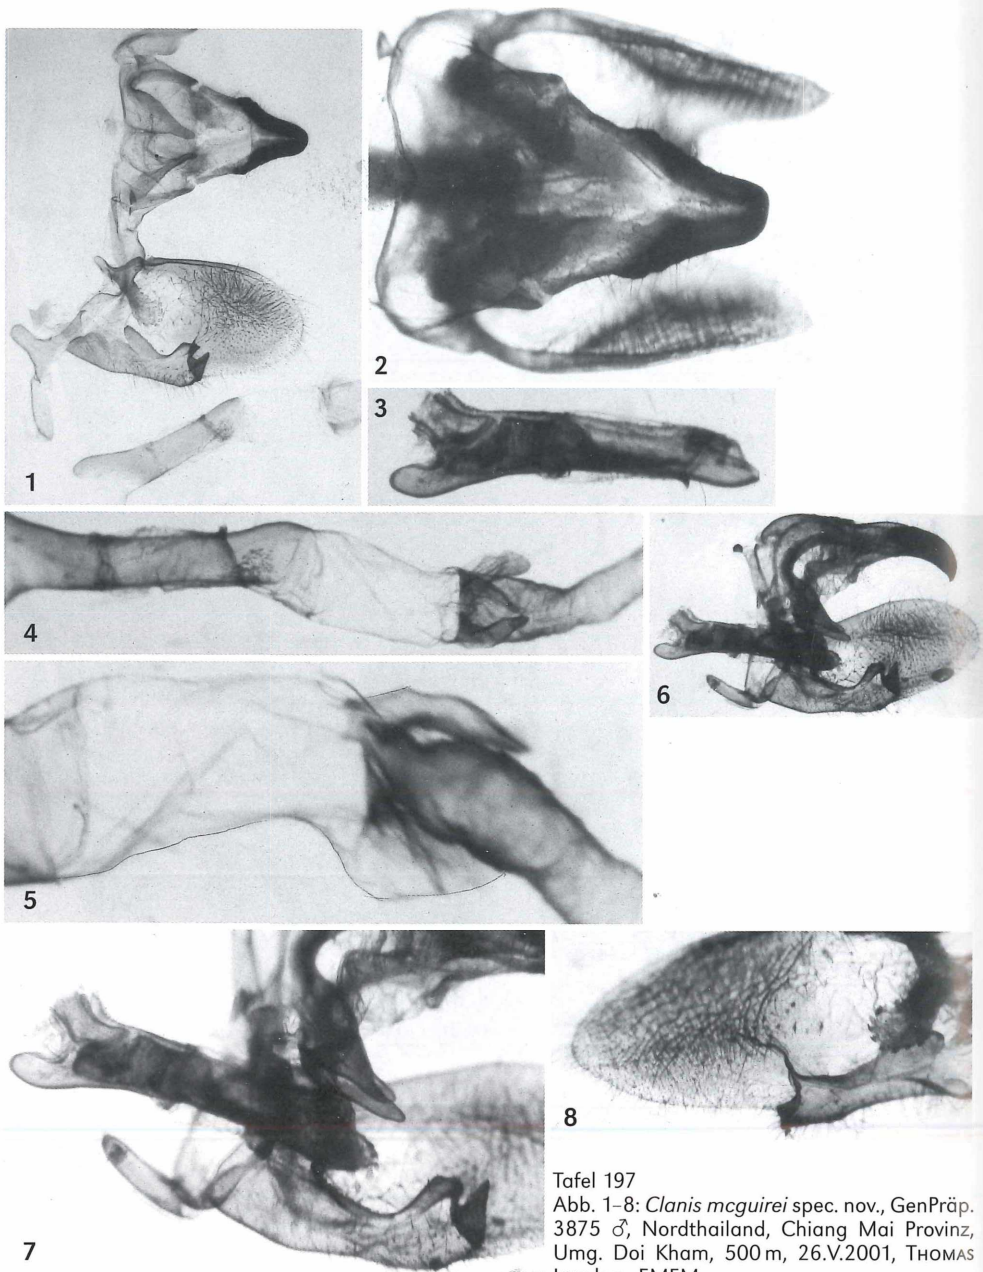 1
2
3
4
5
6
7
8
Tafel 197
Abb. 1–8: Clanis mcguirei spec. nov., GenPräp.
3875 ♂, Nordthailand, Chiang Mai Provinz,
Umg. Doi Kham, 500 m, 26.V.2001, THOMAS
EMEM